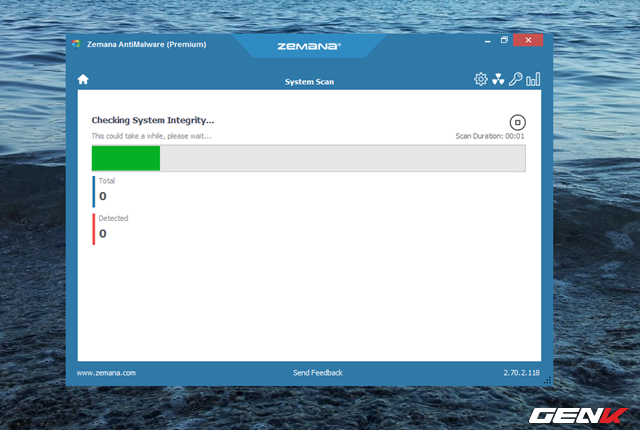 Zemana AntiMalware (Premium)
ZEMANA®
System Scan
Checking System Integrity...
This could take a while, please wait...
Scan Duration: 00:01
Total
0
Detected
0
www.zemana.com
Send Feedback
2.70.2.118
GENK